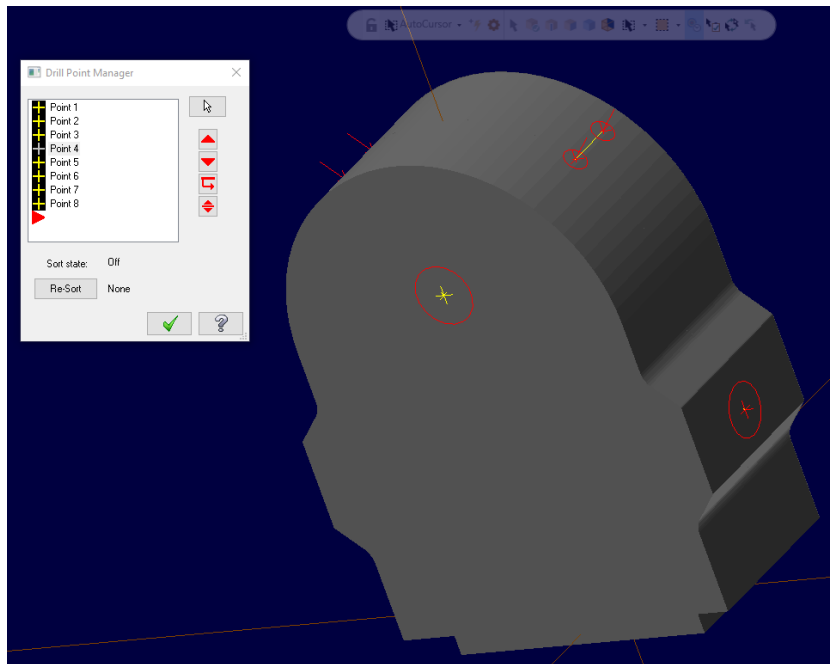 AutoCursor
Drill Point Manager
Point 1
Point 2
Point 3
Point 4
Point 5
Point 6
Point 7
Point 8
Sort state: Off
Re-Sort None